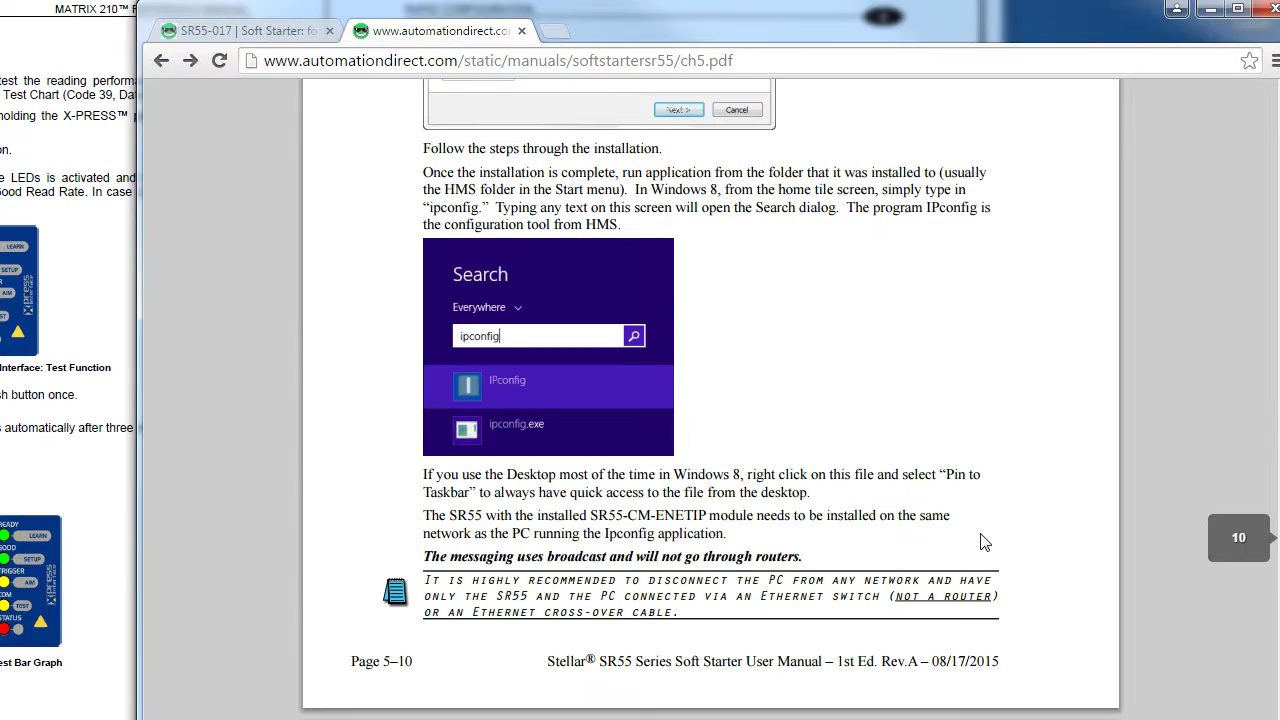 MATRIX 210™
SR55-017 | Soft Starter: fo
www.automationdirect.co
www.automationdirect.com/static/manuals/softstartersr55/ch5.pdf
test the reading performa
Test Chart (Code 39, Dat
holding the X-PRESS™ p
on.
e LEDs is activated and
Good Read Rate. In case
LEARN
SETUP
AIM
TEST
Interface: Test Function
sh button once.
s automatically after three
READY
GOOD
TRIGGER
COM
STATUS
LEARN
SETUP
AIM
TEST
est Bar Graph
Next >
Cancel
Follow the steps through the installation.
Once the installation is complete, run application from the folder that it was installed to (usually
the HMS folder in the Start menu). In Windows 8, from the home tile screen, simply type in
“ipconfig.” Typing any text on this screen will open the Search dialog. The program IPconfig is
the configuration tool from HMS.
Search
Everywhere
ipconfig
IPconfig
ipconfig.exe
If you use the Desktop most of the time in Windows 8, right click on this file and select “Pin to
Taskbar” to always have quick access to the file from the desktop.
The SR55 with the installed SR55-CM-ENETIP module needs to be installed on the same
network as the PC running the Ipconfig application.
The messaging uses broadcast and will not go through routers.
IT IS HIGHLY RECOMMENDED TO DISCONNECT THE PC FROM ANY NETWORK AND HAVE
ONLY THE SR55 AND THE PC CONNECTED VIA AN ETHERNET SWITCH (NOT A ROUTER)
OR AN ETHERNET CROSS-OVER CABLE.
Page 5–10
Stellar® SR55 Series Soft Starter User Manual – 1st Ed. Rev.A – 08/17/2015
10